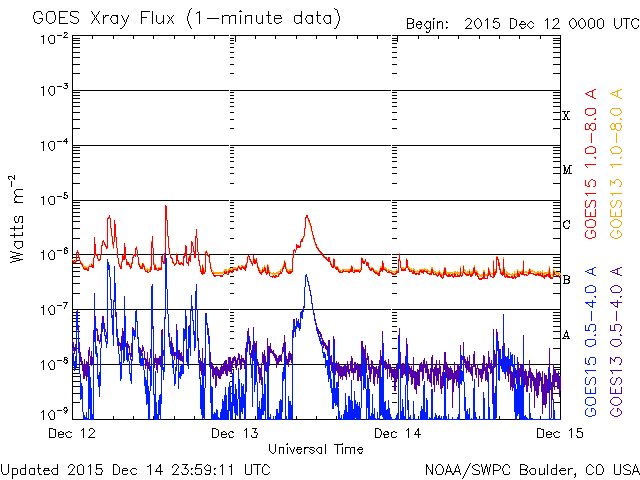 GOES Xray Flux (1-minute data)
Begin: 2015 Dec 12 0000 UTC
10-2
10-3
10-4
10-5
10-6
10-7
10-8
10-9
Watts m-2
X
M
C
B
A
GOES15 1.0-8.0 A
GOES13 1.0-8.0 A
GOES15 0.5-4.0 A
GOES13 0.5-4.0 A
Dec 12
Dec 13
Dec 14
Dec 15
Universal Time
Updated 2015 Dec 14 23:59:11 UTC
NOAA/SWPC Boulder, CO USA